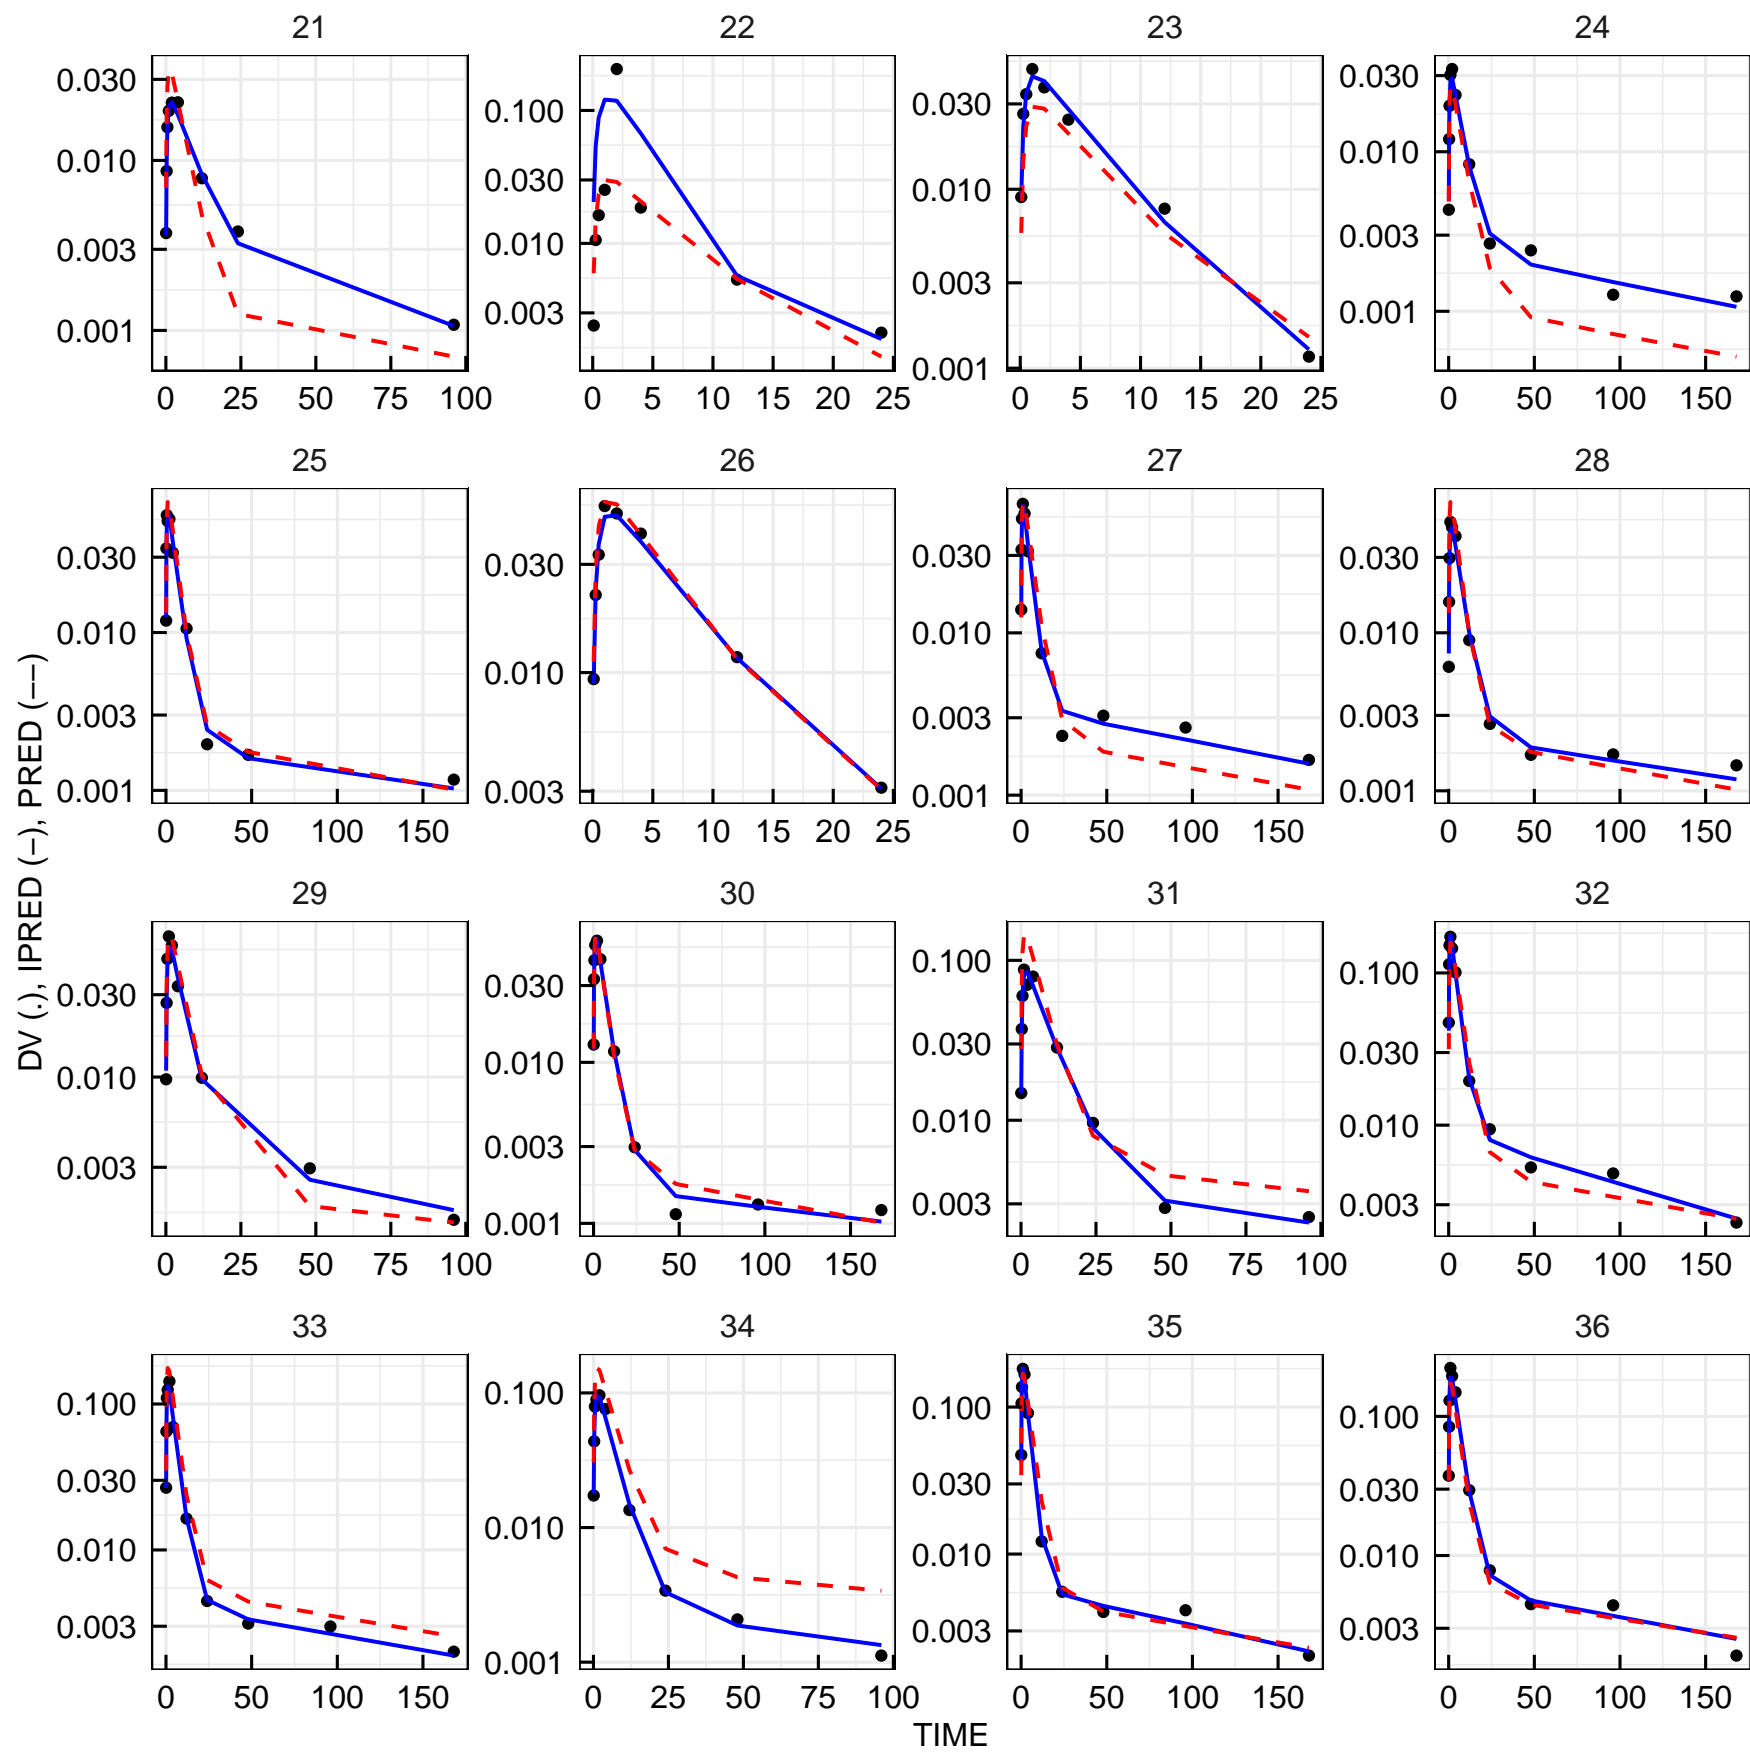 21 22 23 24
0.030 0.100 0.030 0.030
0.010 0.030 0.010 0.010
0.003 0.010 0.003 0.003
0.001 0.003 0.001 0.001
0 25 50 75 100 0 5 10 15 20 25 0 5 10 15 20 25 0 50 100 150
25 26 27 28
0.030 0.030 0.030 0.030
0.010 0.010 0.010 0.010
0.003 0.003 0.003 0.003
0.001 0.001 0.001
0 50 100 150 0 5 10 15 20 25 0 50 100 150 0 50 100 150
DV (.), IPRED (−), PRED (−−)
29 30 31 32
0.030 0.030 0.100 0.100
0.010 0.010 0.030 0.030
0.003 0.003 0.010 0.010
0.001 0.003 0.003
0 25 50 75 100 0 50 100 150 0 25 50 75 100 0 50 100 150
33 34 35 36
0.100 0.100 0.100 0.100
0.030 0.010 0.030 0.030
0.010 0.001 0.010 0.010
0.003 0.003 0.003
0 50 100 150 0 25 50 75 100 0 50 100 150 0 50 100 150
TIME